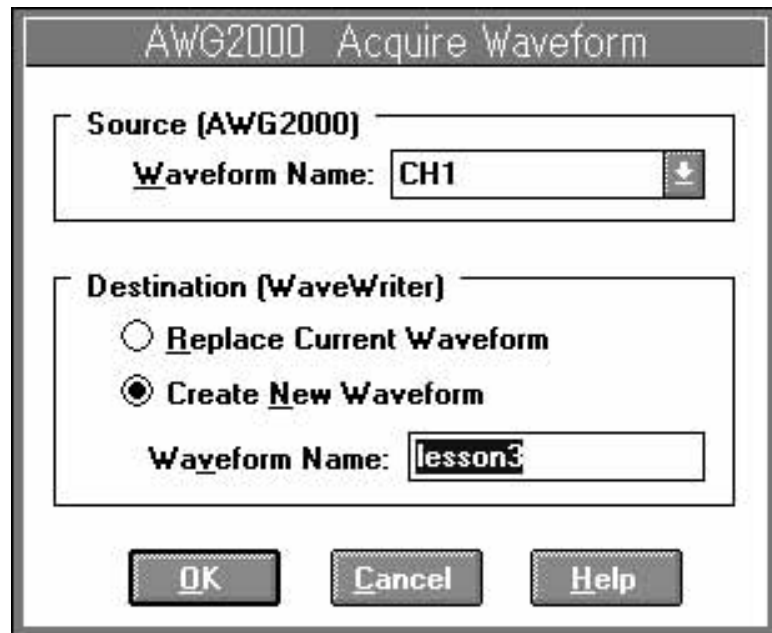 AWG2000 Acquire Waveform
Source (AWG2000)
Waveform Name: CH1
Destination (WaveWriter)
Replace Current Waveform
Create New Waveform
Waveform Name: lesson3
OK Cancel Help